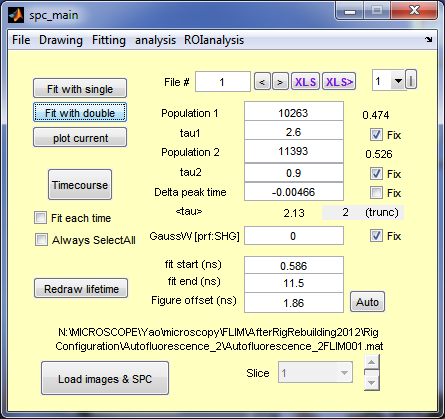 spc_main
File Drawing Fitting analysis ROIanalysis
File # 1 < > XLS XLS> 1
Fit with single
Fit with double
plot current
Population 1 10263 0.474
tau1 2.6 Fix
Population 2 11393 0.526
tau2 0.9 Fix
Timecourse
Delta peak time -0.00466 Fix
Fit each time
<tau> 2.13 2 (trunc)
Always SelectAll
GaussW [prf:SHG] 0 Fix
fit start (ns) 0.586
fit end (ns) 11.5
Redraw lifetime
Figure offset (ns) 1.86 Auto
N:\MICROSCOPE\Yao\microscopy\FLIM\AfterRigRebuilding2012\Rig
Configuration\Autofluorescence_2\Autofluorescence_2FLIM001.mat
Load images & SPC
Slice 1